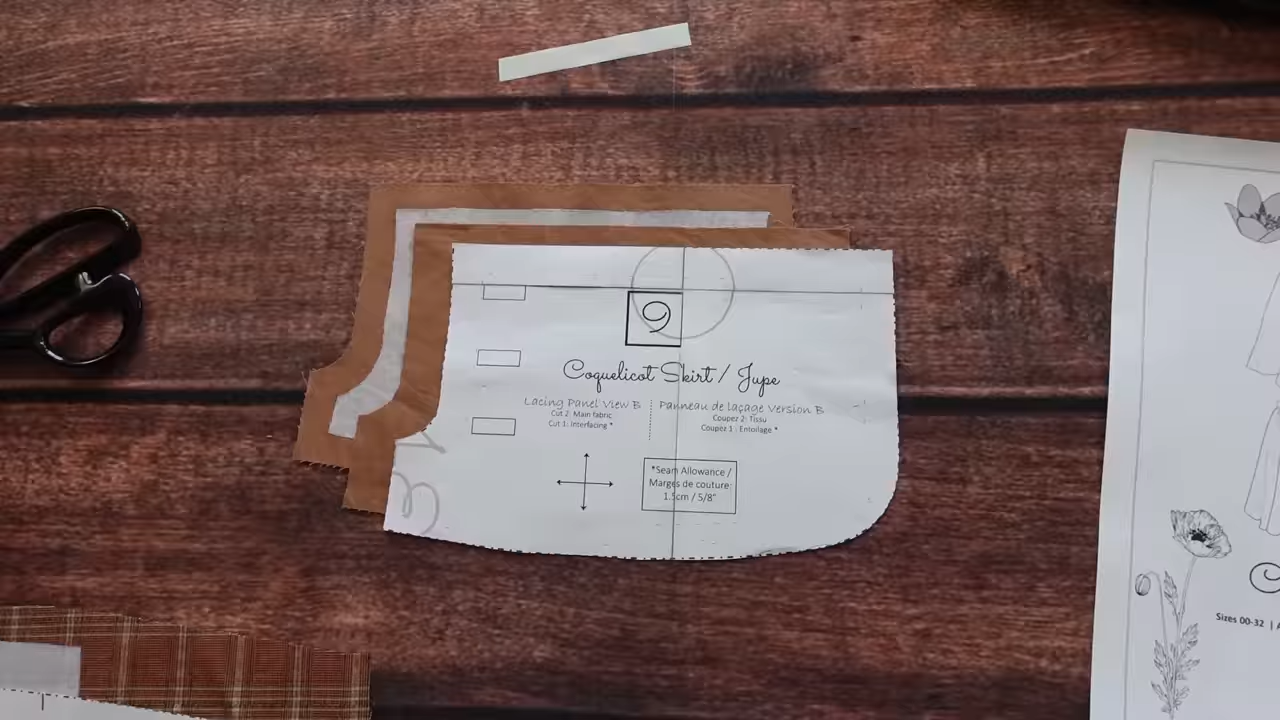 9
Coquelicot Skirt / Jupe
Lacing Panel View B
Cut 2: Main fabric
Cut 1: Interfacing *
Panneau de laçage Version B
Coupez 2: Tissu
Coupez 1 : Entoilage *
*Seam Allowance /
Marges de couture:
1.5cm / 5/8"
Sizes 00-32 |